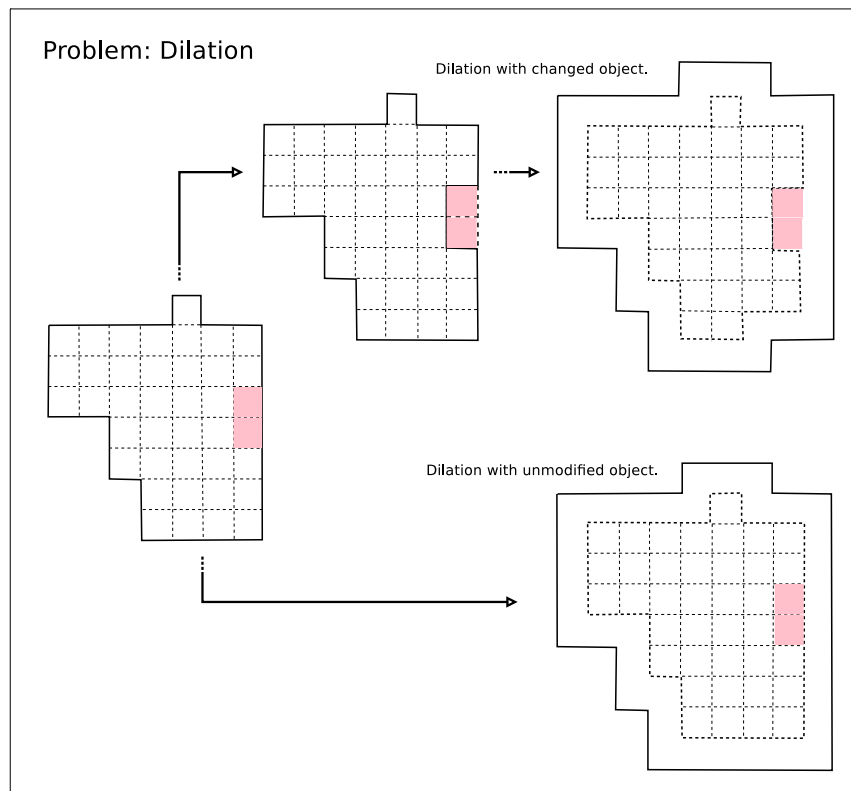 Problem: Dilation
Dilation with changed object.
Dilation with unmodified object.